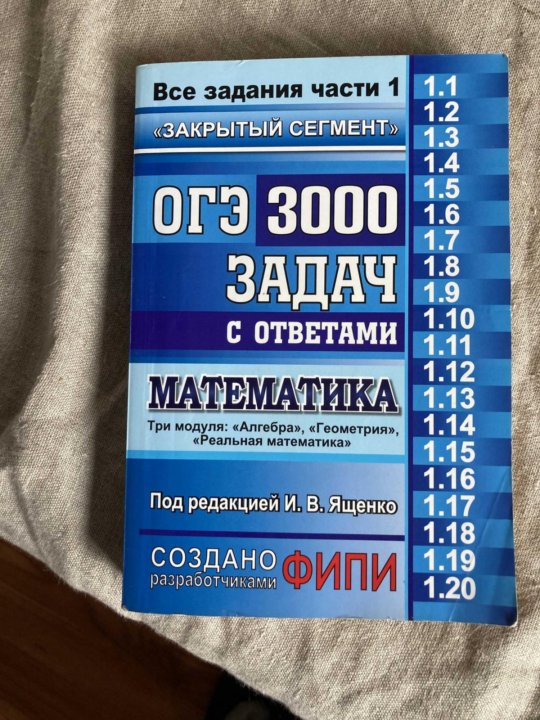 Все задания части 1
«ЗАКРЫТЫЙ СЕГМЕНТ»
ОГЭ 3000
ЗАДАЧ
С ОТВЕТАМИ
МАТЕМАТИКА
Три модуля: «Алгебра», «Геометрия»,
«Реальная математика»
Под редакцией И. В. Ященко
СОЗДАНО
разработчиками ФИПИ
1.1
1.2
1.3
1.4
1.5
1.6
1.7
1.8
1.9
1.10
1.11
1.12
1.13
1.14
1.15
1.16
1.17
1.18
1.19
1.20